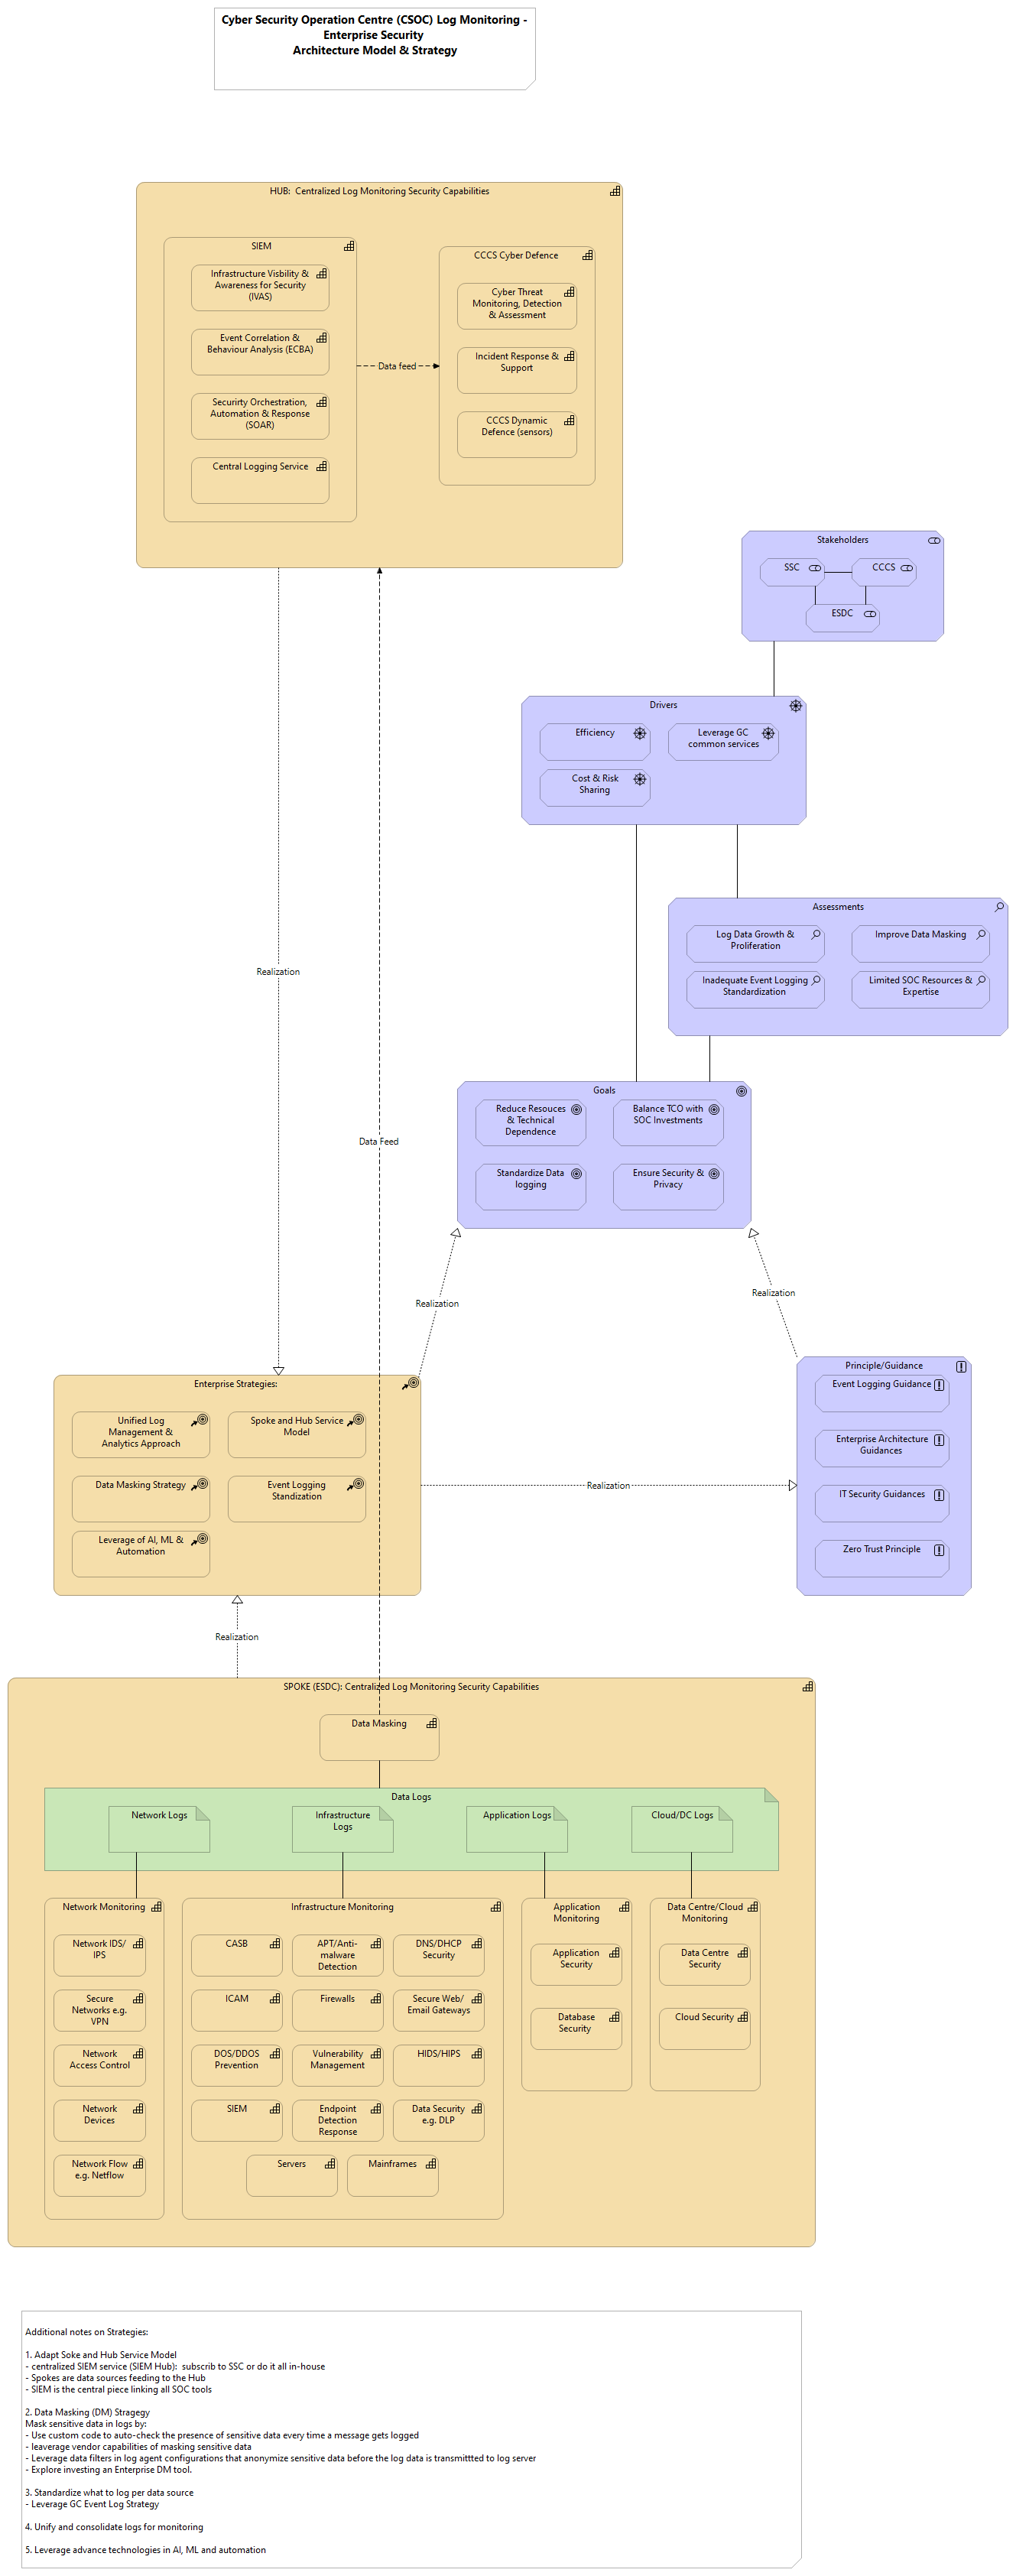 Cyber Security Operation Centre (CSOC) Log Monitoring -
Enterprise Security
Architecture Model & Strategy
HUB:  Centralized Log Monitoring Security Capabilities
SIEM
Infrastructure Visbility &
Awareness for Security
(IVAS)
Event Correlation &
Behaviour Analysis (ECBA)
Securirty Orchestration,
Automation & Response
(SOAR)
Central Logging Service
Data feed
CCCS Cyber Defence
Cyber Threat
Monitoring, Detection
& Assessment
Incident Response &
Support
CCCS Dynamic
Defence (sensors)
Stakeholders
SSC
CCCS
ESDC
Drivers
Efficiency
Leverage GC
common services
Cost & Risk
Sharing
Assessments
Log Data Growth &
Proliferation
Improve Data Masking
Inadequate Event Logging
Standardization
Limited SOC Resources &
Expertise
Realization
Goals
Reduce Resouces
& Technical
Dependence
Balance TCO with
SOC Investments
Standardize Data
logging
Ensure Security &
Privacy
Data Feed
Realization
Realization
Enterprise Strategies:
Unified Log
Management &
Analytics Approach
Spoke and Hub Service
Model
Data Masking Strategy
Event Logging
Standization
Leverage of AI, ML &
Automation
Realization
Principle/Guidance
Event Logging Guidance
Enterprise Architecture
Guidances
IT Security Guidances
Zero Trust Principle
Realization
SPOKE (ESDC): Centralized Log Monitoring Security Capabilities
Data Masking
Data Logs
Network Logs
Infrastructure
Logs
Application Logs
Cloud/DC Logs
Network Monitoring
Network IDS/
IPS
Secure
Networks e.g.
VPN
Network
Access Control
Network
Devices
Network Flow
e.g. Netflow
Infrastructure Monitoring
CASB
APT/Anti-
malware
Detection
DNS/DHCP
Security
ICAM
Firewalls
Secure Web/
Email Gateways
DOS/DDOS
Prevention
Vulnerability
Management
HIDS/HIPS
SIEM
Endpoint
Detection
Response
Data Security
e.g. DLP
Servers
Mainframes
Application
Monitoring
Application
Security
Database
Security
Data Centre/Cloud
Monitoring
Data Centre
Security
Cloud Security
Additional notes on Strategies:
1. Adapt Soke and Hub Service Model
- centralized SIEM service (SIEM Hub):  subscrib to SSC or do it all in-house
- Spokes are data sources feeding to the Hub
- SIEM is the central piece linking all SOC tools
2. Data Masking (DM) Stragegy
Mask sensitive data in logs by:
- Use custom code to auto-check the presence of sensitive data every time a message gets logged
- leaverage vendor capabilities of masking sensitive data
- Leverage data filters in log agent configurations that anonymize sensitive data before the log data is transmittted to log server
- Explore investing an Enterprise DM tool.
3. Standardize what to log per data source
- Leverage GC Event Log Strategy
4. Unify and consolidate logs for monitoring
5. Leverage advance technologies in AI, ML and automation